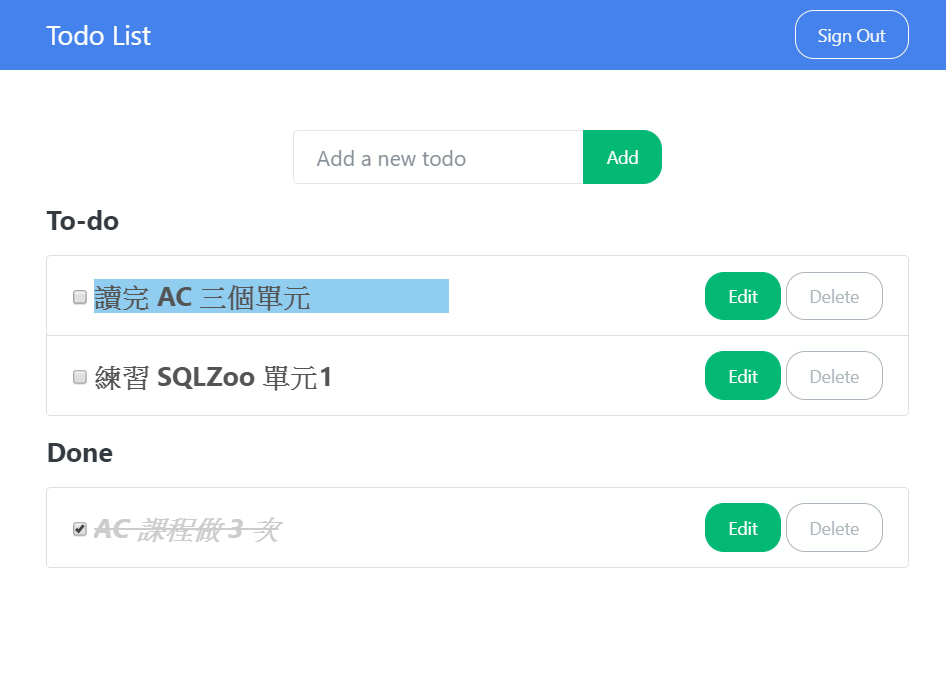 Todo List
Sign Out
Add a new todo
Add
To-do
讀完 AC 三個單元
Edit
Delete
練習 SQLZoo 單元1
Edit
Delete
Done
AC 課程做 3 次
Edit
Delete